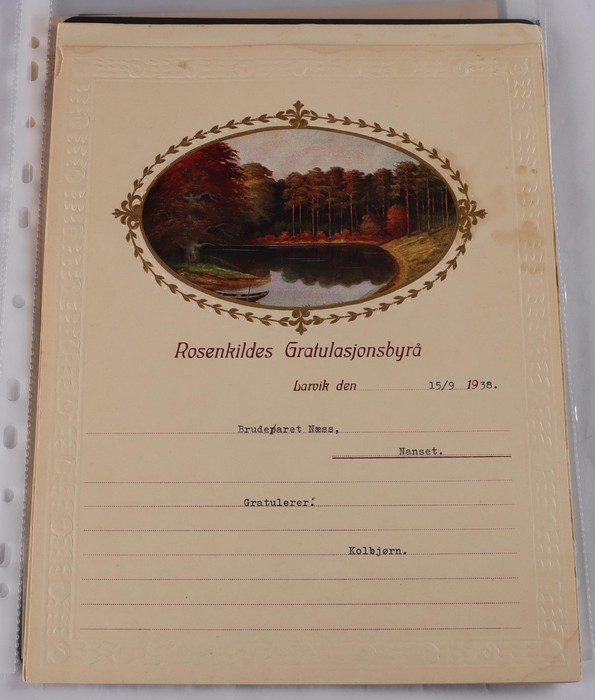 Rosenkildes Gratulasjonsbyrå
Larvik den 15/9 1938.
Brudeparet Næss,
Nanset.
Gratulerer!
Kolbjørn.